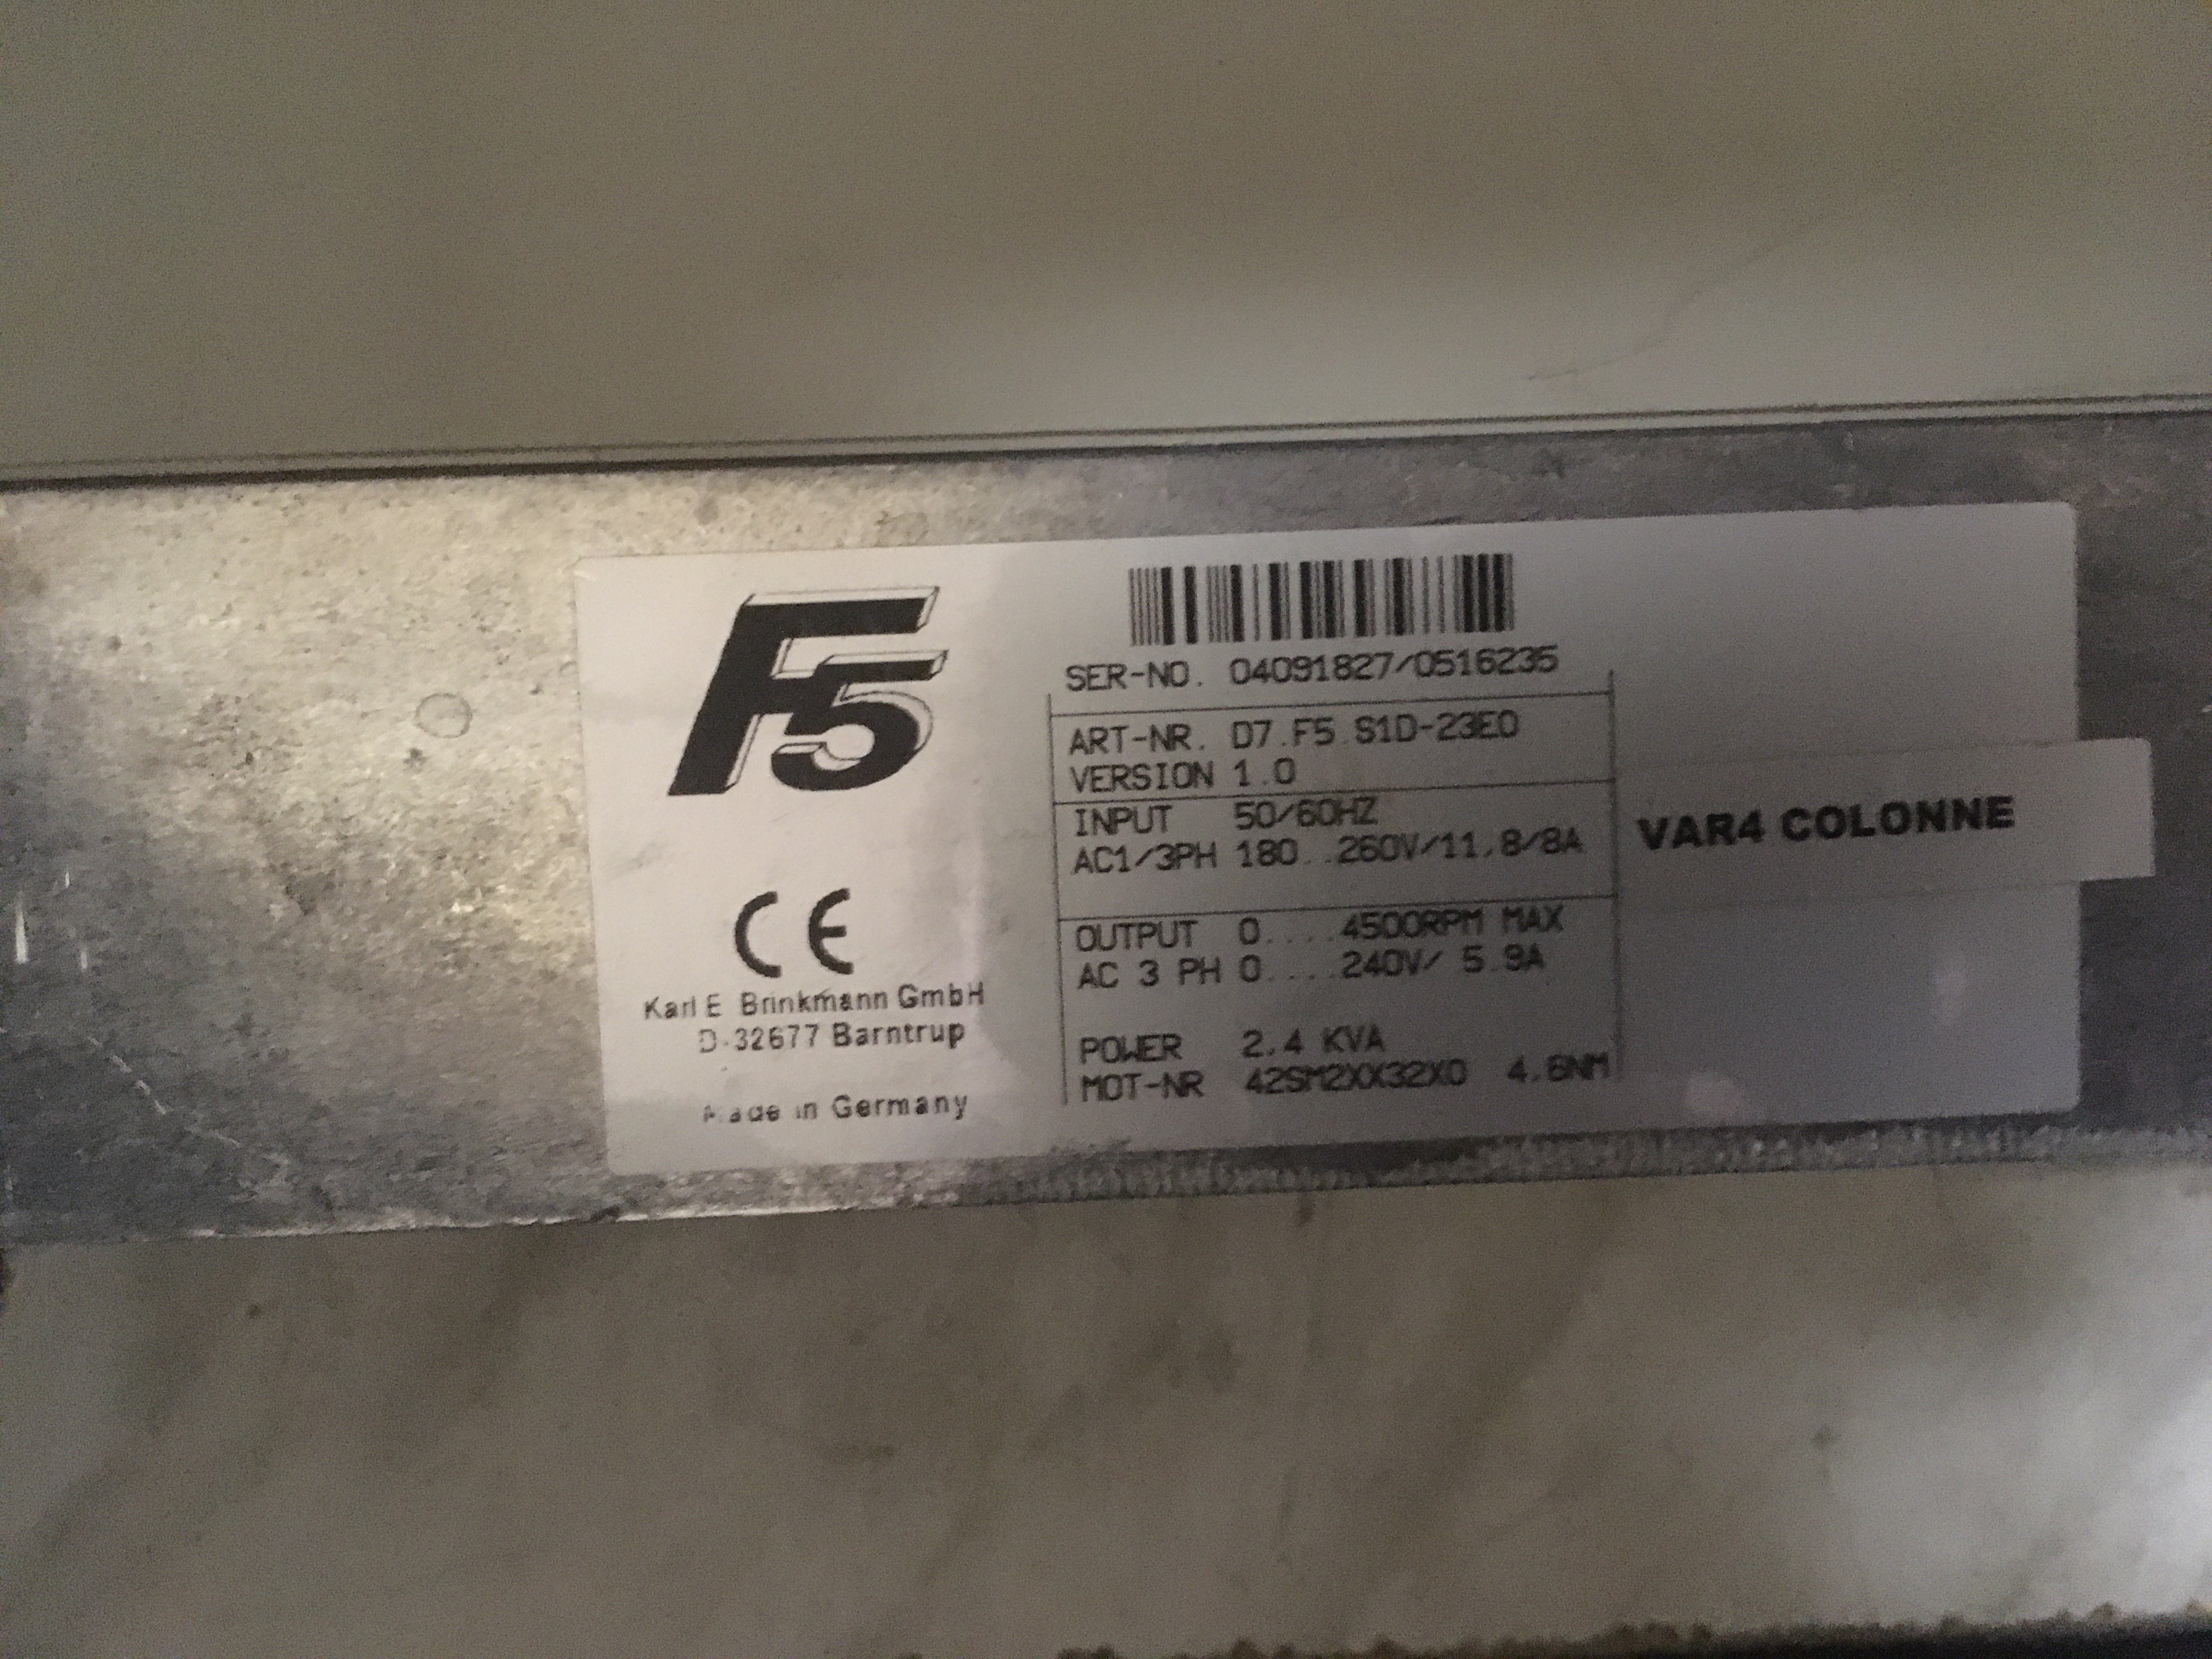 F5
SER-NO. 04091827/0516235
ART-NR. D7.F5.S1D-23E0
VERSION 1.0
INPUT 50/60HZ
AC1/3PH 180..260V/11.8/8A
OUTPUT 0....4500RPM MAX
AC 3 PH 0....240V/ 5.9A
POWER 2.4 KVA
MOT-NR 42SM2XX32X0
VAR4 COLONNE
CE
Karl E. Brinkmann GmbH
D-32677 Barntrup
Made in Germany